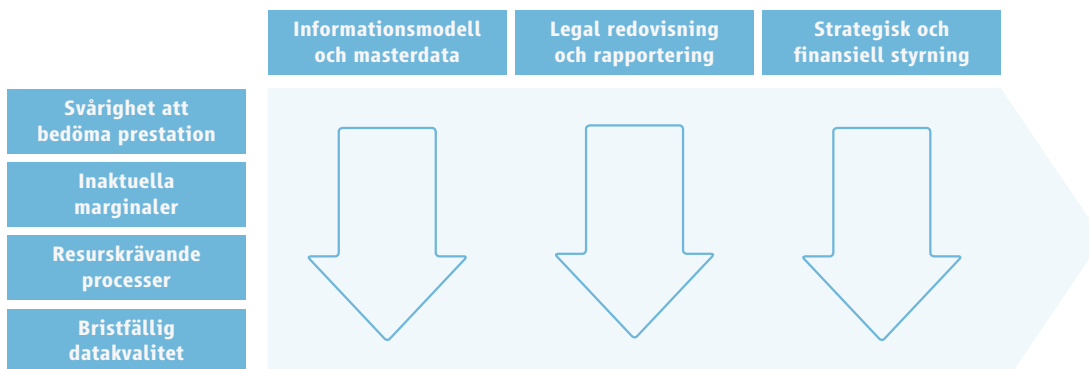 Informationsmodell
och masterdata
Legal redovisning
och rapportering
Strategisk och
finansiell styrning
Svårighet att
bedöma prestation
Inaktuella
marginaler
Resurskrävande
processer
Bristfällig
datakvalitet